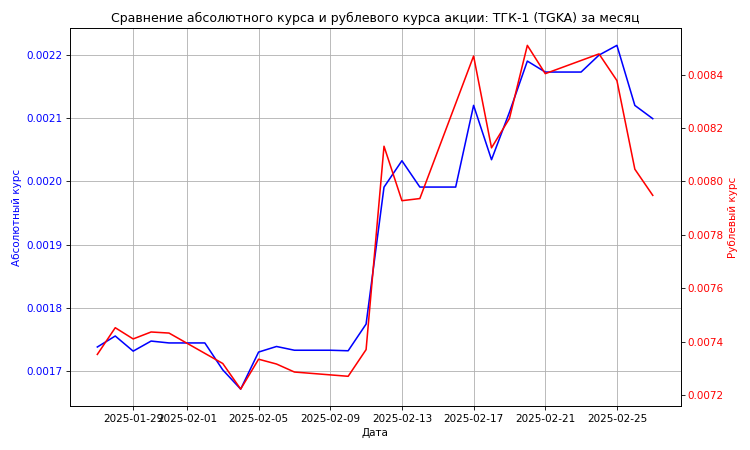 Сравнение абсолютного курса и рублевого курса акции: ТГК-1 (TGKA) за месяц
0.0022
0.0021
0.0020
0.0019
0.0018
0.0017
Абсолютный курс
0.0084
0.0082
0.0080
0.0078
0.0076
0.0074
0.0072
Рублевый курс
2025-01-29 2025-02-01 2025-02-05 2025-02-09 2025-02-13 2025-02-17 2025-02-21 2025-02-25
Дата